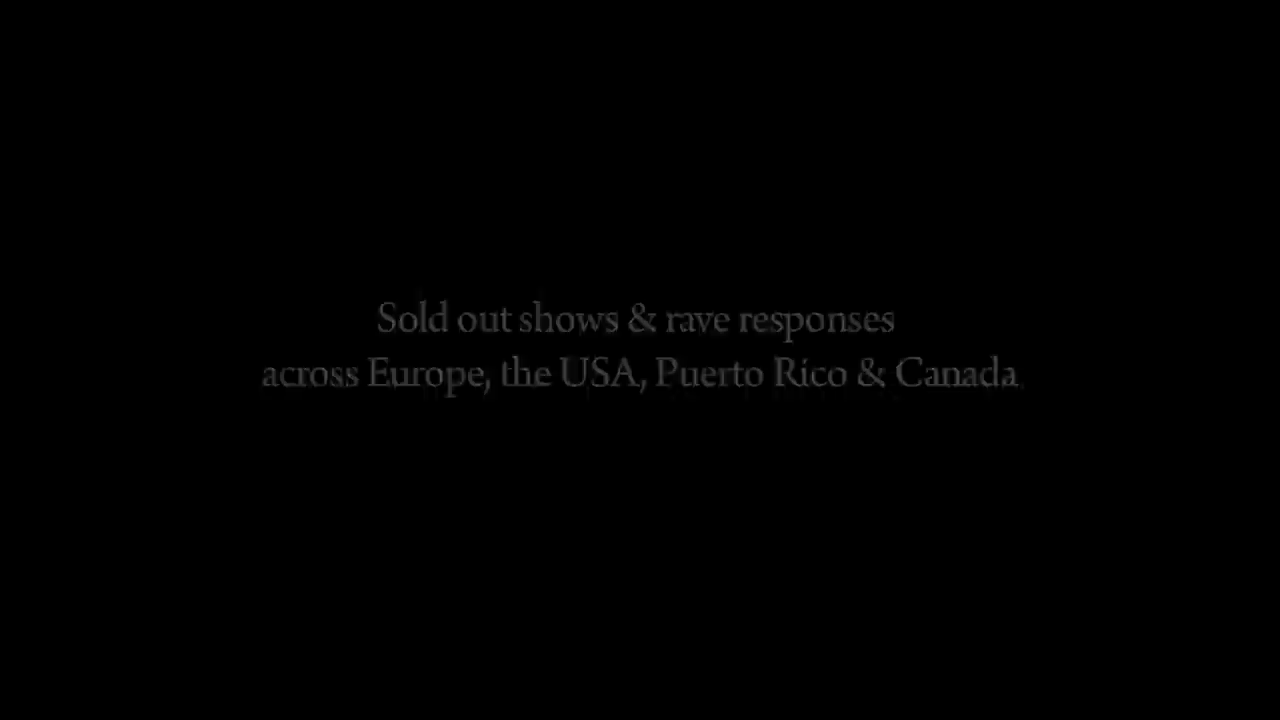 Sold out shows & rave responses
across Europe, the USA, Puerto Rico & Canada